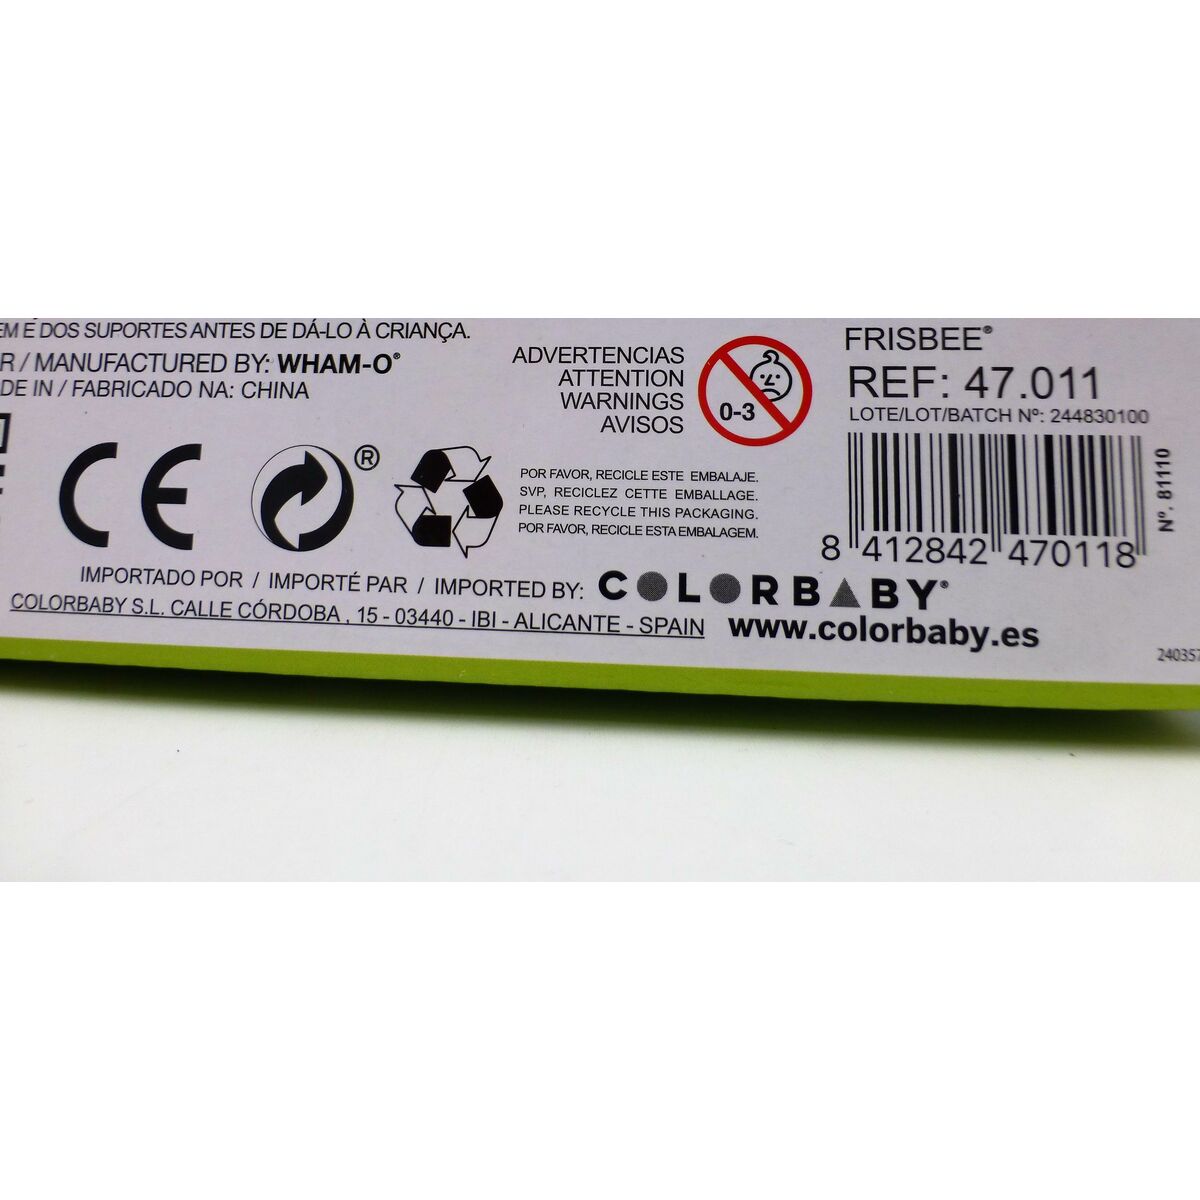 EM E DOS SUPORTES ANTES DE DÁ-LO À CRIANÇA.
R / MANUFACTURED BY: WHAM-O®
DE IN / FABRICADO NA: CHINA
ADVERTENCIAS
ATTENTION
WARNINGS
AVISOS
0-3
FRISBEE®
REF: 47.011
LOTE/LOT/BATCH Nº: 244830100
Nº. 81110
8 412842 470118
CE
®
POR FAVOR, RECICLE ESTE EMBALAJE.
SVP, RECICLEZ CETTE EMBALLAGE.
PLEASE RECYCLE THIS PACKAGING.
POR FAVOR, RECICLE ESTA EMBALAGEM.
IMPORTADO POR / IMPORTÉ PAR / IMPORTED BY: COLORBABY®
COLORBABY S.L. CALLE CÓRDOBA , 15 - 03440 - IBI - ALICANTE - SPAIN www.colorbaby.es
240357